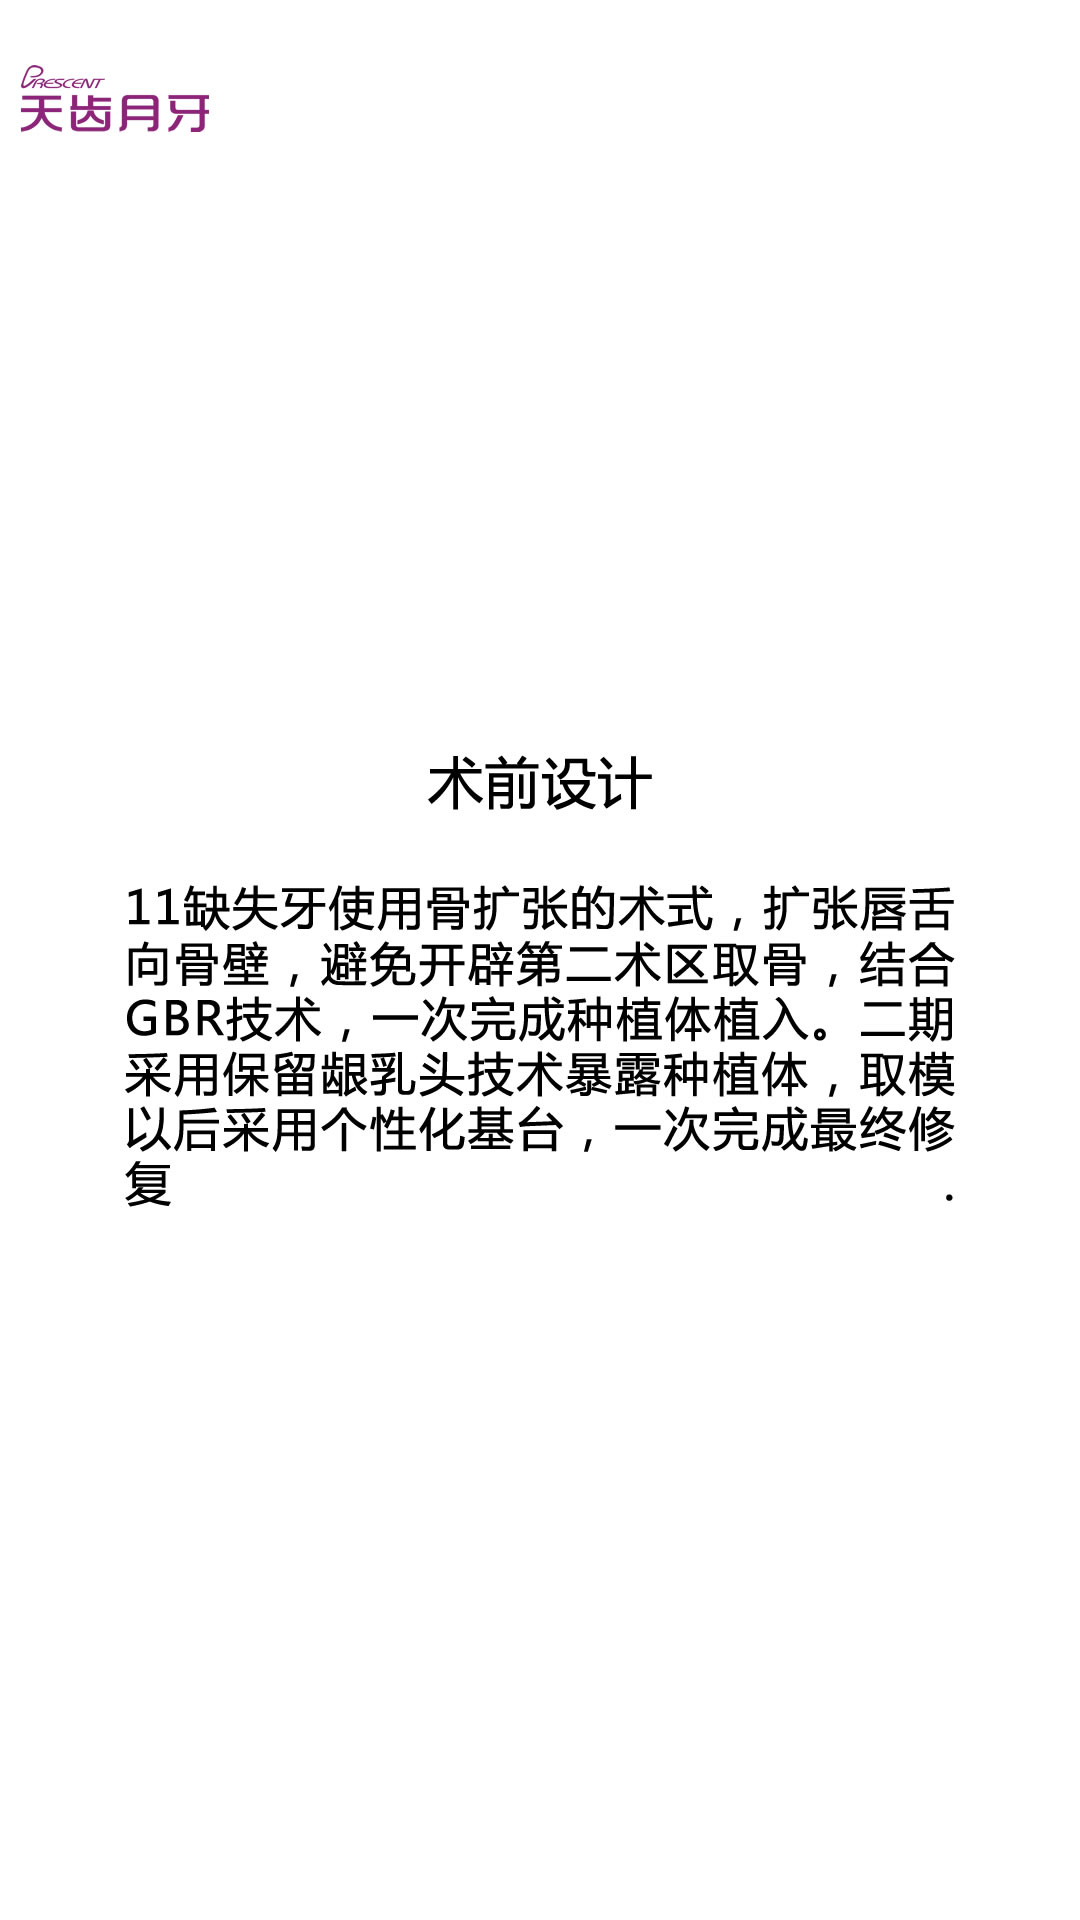 PRESCENT
天齿月牙
术前设计
11缺失牙使用骨扩张的术式，扩张唇舌
向骨壁，避免开辟第二术区取骨，结合
GBR技术，一次完成种植体植入。二期
采用保留龈乳头技术暴露种植体，取模
以后采用个性化基台，一次完成最终修
复.